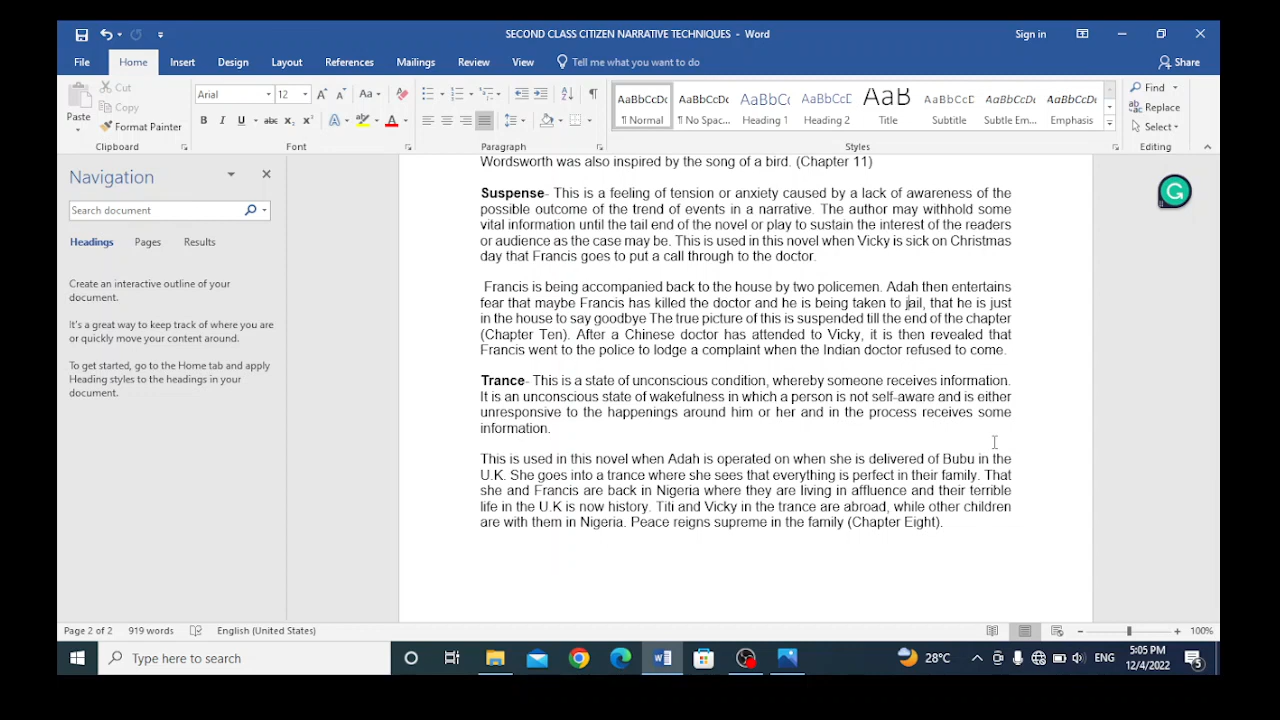 SECOND CLASS CITIZEN NARRATIVE TECHNIQUES - Word
Sign in
File Home Insert Design Layout References Mailings Review View Tell me what you want to do Share
Paste Cut Copy Format Painter
Clipboard
Arial 12
Font
Paragraph
AaBbCcDc AaBbCcDc AaBbCc AaBbCcD AaB AaBbCcD AaBbCcDc AaBbCcDc
¶ Normal ¶ No Spac... Heading 1 Heading 2 Title Subtitle Subtle Em... Emphasis
Styles
Find
Replace
Select
Editing
Navigation
Search document
Headings Pages Results
Create an interactive outline of your
document.
It's a great way to keep track of where you are
or quickly move your content around.
To get started, go to the Home tab and apply
Heading styles to the headings in your
document.
Wordsworth was also inspired by the song of a bird. (Chapter 11)
Suspense- This is a feeling of tension or anxiety caused by a lack of awareness of the
possible outcome of the trend of events in a narrative. The author may withhold some
vital information until the tail end of the novel or play to sustain the interest of the readers
or audience as the case may be. This is used in this novel when Vicky is sick on Christmas
day that Francis goes to put a call through to the doctor.
Francis is being accompanied back to the house by two policemen. Adah then entertains
fear that maybe Francis has killed the doctor and he is being taken to jail, that he is just
in the house to say goodbye The true picture of this is suspended till the end of the chapter
(Chapter Ten). After a Chinese doctor has attended to Vicky, it is then revealed that
Francis went to the police to lodge a complaint when the Indian doctor refused to come.
Trance- This is a state of unconscious condition, whereby someone receives information.
It is an unconscious state of wakefulness in which a person is not self-aware and is either
unresponsive to the happenings around him or her and in the process receives some
information.
This is used in this novel when Adah is operated on when she is delivered of Bubu in the
U.K. She goes into a trance where she sees that everything is perfect in their family. That
she and Francis are back in Nigeria where they are living in affluence and their terrible
life in the U.K is now history. Titi and Vicky in the trance are abroad, while other children
are with them in Nigeria. Peace reigns supreme in the family (Chapter Eight).
Page 2 of 2 919 words English (United States) 100%
Type here to search
28°C ENG 5:05 PM
12/4/2022